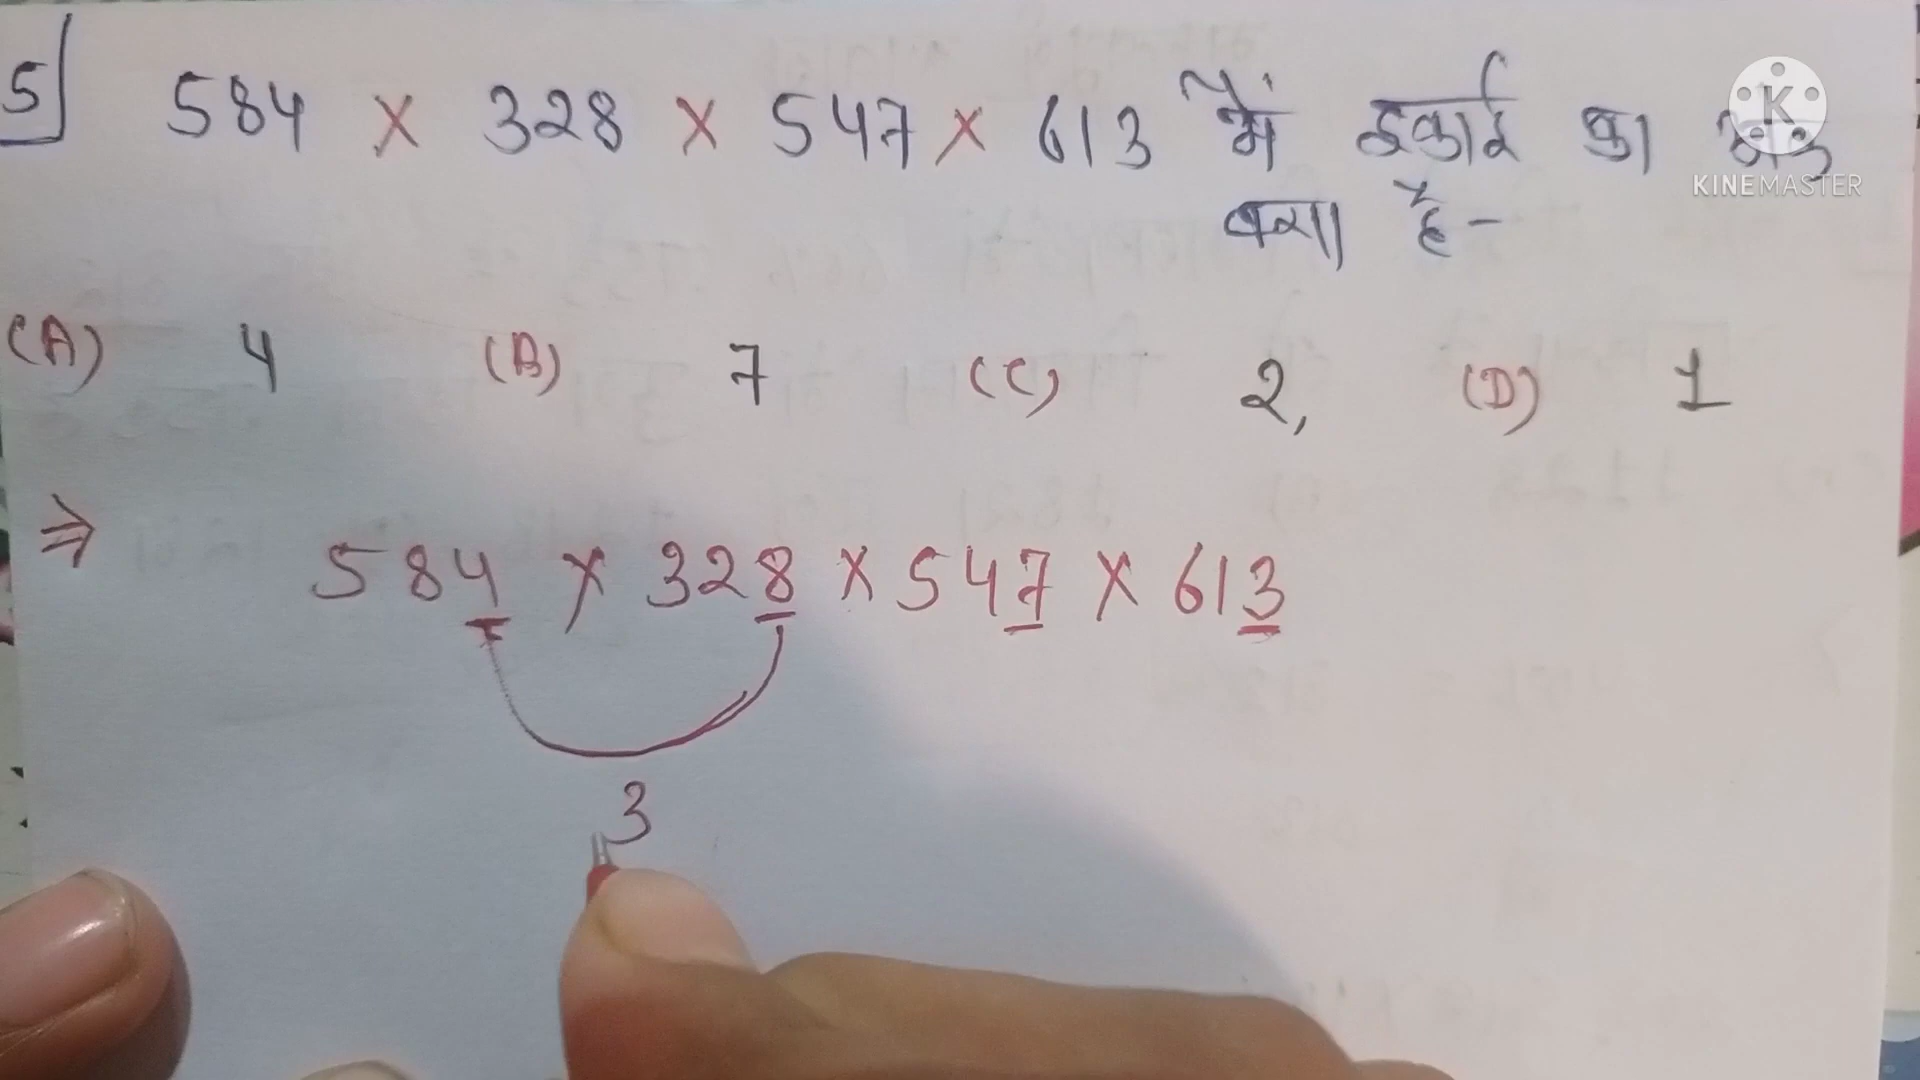 5 584 × 328 × 547 × 613 में इकाई का अंक
क्या है-
(A) 4 (B) 7 (C) 2, (D) 1
⇒ 584 × 328 × 547 × 613
3
K
KINEMASTER